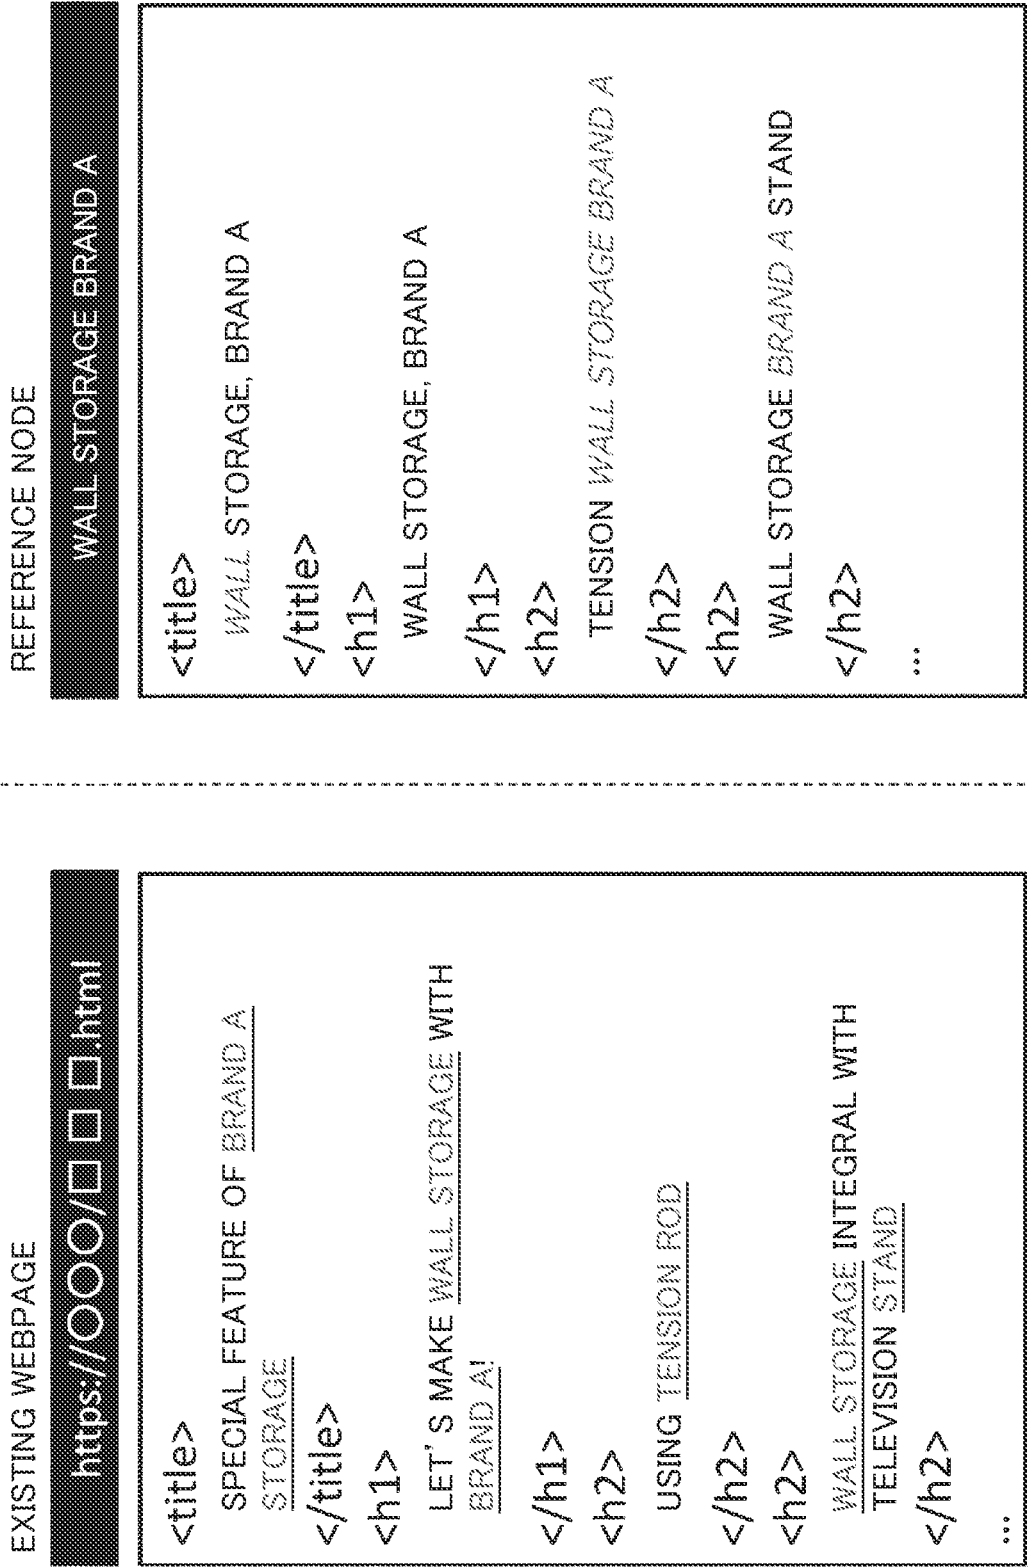 EXISTING WEBPAGE
https://○○○/□□□.html
<title>
SPECIAL FEATURE OF BRAND A
STORAGE
</title>
<h1>
LET'S MAKE WALL STORAGE WITH
BRAND A!
</h1>
<h2>
USING TENSION ROD
</h2>
<h2>
WALL STORAGE INTEGRAL WITH
TELEVISION STAND
</h2>
...
REFERENCE NODE
WALL STORAGE BRAND A
<title>
WALL STORAGE, BRAND A
</title>
<h1>
WALL STORAGE, BRAND A
</h1>
<h2>
TENSION WALL STORAGE BRAND A
</h2>
<h2>
WALL STORAGE BRAND A STAND
</h2>
...